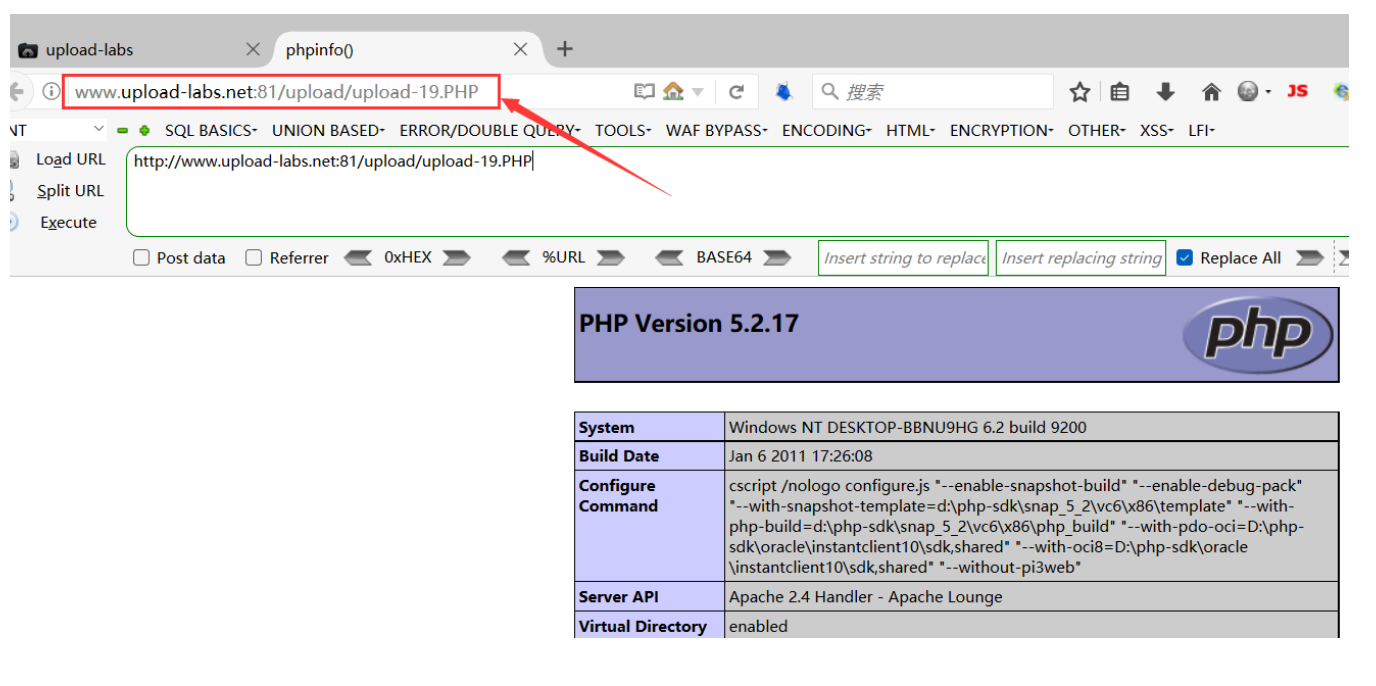 upload-labs phpinfo()
www.upload-labs.net:81/upload/upload-19.PHP 搜索 JS
NT SQL BASICS UNION BASED ERROR/DOUBLE QUERY TOOLS WAF BYPASS ENCODING HTML ENCRYPTION OTHER XSS LFI
Load URL http://www.upload-labs.net:81/upload/upload-19.PHP
Split URL
Execute
Post data Referrer 0xHEX %URL BASE64 Insert string to replace Insert replacing string Replace All
PHP Version 5.2.17 php
System Windows NT DESKTOP-BBNU9HG 6.2 build 9200
Build Date Jan 6 2011 17:26:08
Configure cscript /nologo configure.js "--enable-snapshot-build" "--enable-debug-pack"
Command "--with-snapshot-template=d:\php-sdk\snap_5_2\vc6\x86\template" "--with-
php-build=d:\php-sdk\snap_5_2\vc6\x86\php_build" "--with-pdo-oci=D:\php-
sdk\oracle\instantclient10\sdk,shared" "--with-oci8=D:\php-sdk\oracle
\instantclient10\sdk,shared" "--without-pi3web"
Server API Apache 2.4 Handler - Apache Lounge
Virtual Directory enabled